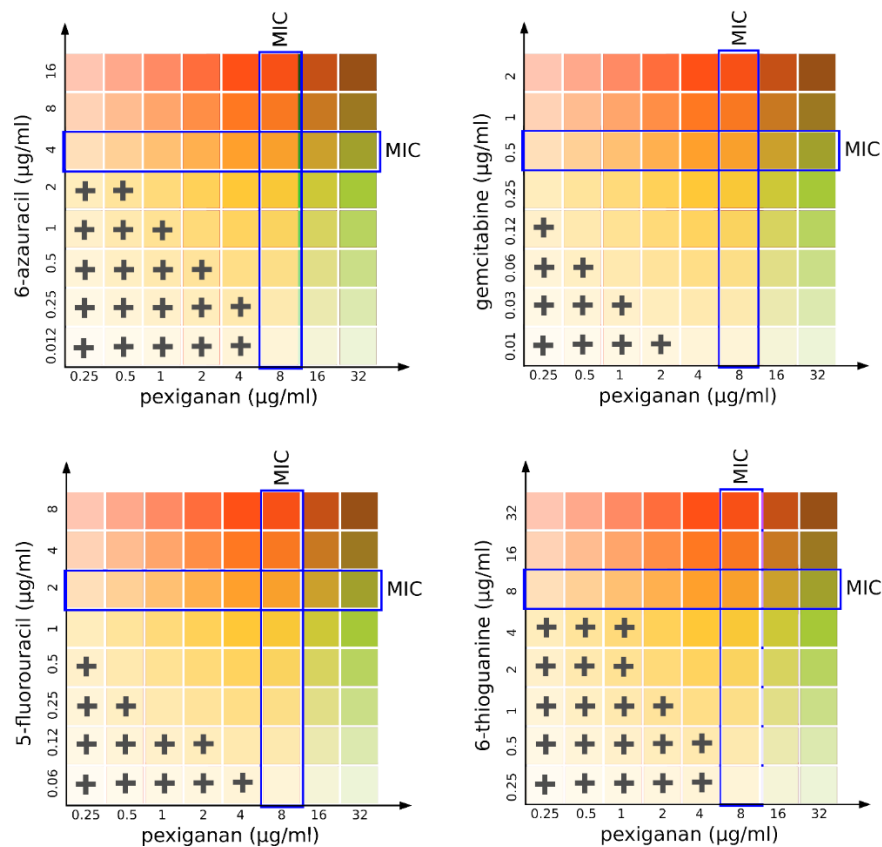 MIC
16
8
4
2
1
0.5
0.25
0.012
6-azauracil (µg/ml)
MIC
+ +
+ + +
+ + + +
+ + + + +
+ + + + +
0.25 0.5 1 2 4 8 16 32
pexiganan (µg/ml)
MIC
2
1
0.5
0.25
0.12
0.06
0.03
0.01
gemcitabine (µg/ml)
MIC
+
+ +
+ + +
+ + + +
0.25 0.5 1 2 4 8 16 32
pexiganan (µg/ml)
MIC
8
4
2
1
0.5
0.25
0.12
0.06
5-fluorouracil (µg/ml)
MIC
+
+ +
+ + + +
+ + + + +
0.25 0.5 1 2 4 8 16 32
pexiganan (µg/ml)
MIC
32
16
8
4
2
1
0.5
0.25
6-thioguanine (µg/ml)
MIC
+ + +
+ + +
+ + + +
+ + + + +
+ + + + +
0.25 0.5 1 2 4 8 16 32
pexiganan (µg/ml)